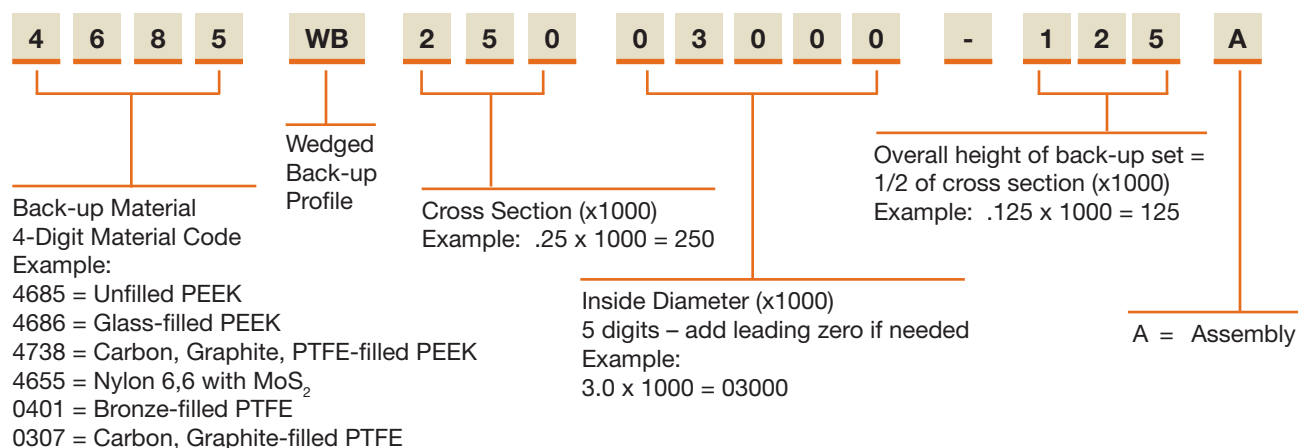 4 6 8 5 WB 2 5 0 0 3 0 0 0 - 1 2 5 A
Wedged
Back-up
Profile
Back-up Material
4-Digit Material Code
Example:
4685 = Unfilled PEEK
4686 = Glass-filled PEEK
4738 = Carbon, Graphite, PTFE-filled PEEK
4655 = Nylon 6,6 with MoS₂
0401 = Bronze-filled PTFE
0307 = Carbon, Graphite-filled PTFE
Cross Section (x1000)
Example: .25 x 1000 = 250
Inside Diameter (x1000)
5 digits – add leading zero if needed
Example:
3.0 x 1000 = 03000
Overall height of back-up set =
1/2 of cross section (x1000)
Example: .125 x 1000 = 125
A = Assembly